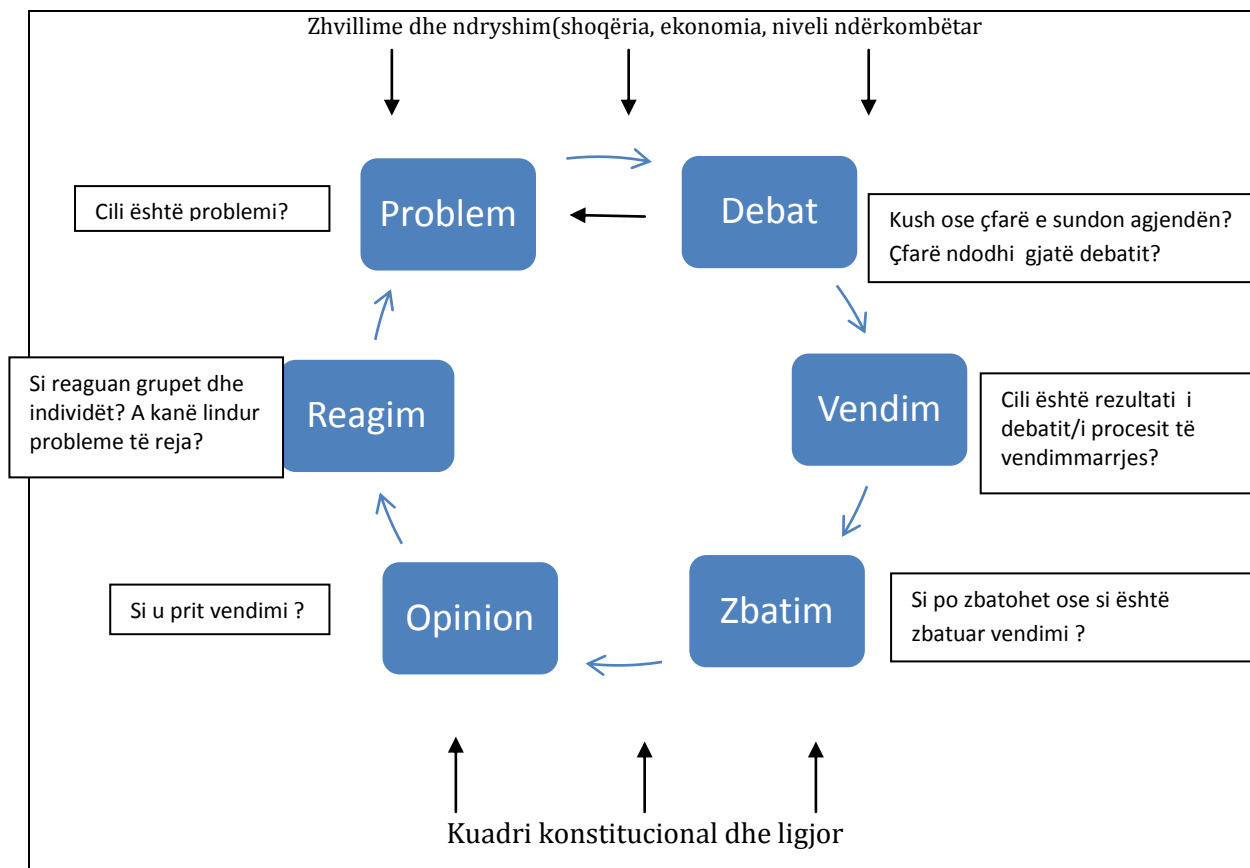 Zhvillime dhe ndryshim(shoqëria, ekonomia, niveli ndërkombëtar
Problem
Debat
Cili është problemi?
Kush ose çfarë e sundon agjendën?
Çfarë ndodhi gjatë debatit?
Si reaguan grupet dhe
individët? A kanë lindur
probleme të reja?
Reagim
Vendim
Cili është rezultati i
debatit/i procesit të
vendimmarrjes?
Si u prit vendimi ?
Opinion
Zbatim
Si po zbatohet ose si është
zbatuar vendimi ?
Kuadri konstitucional dhe ligjor